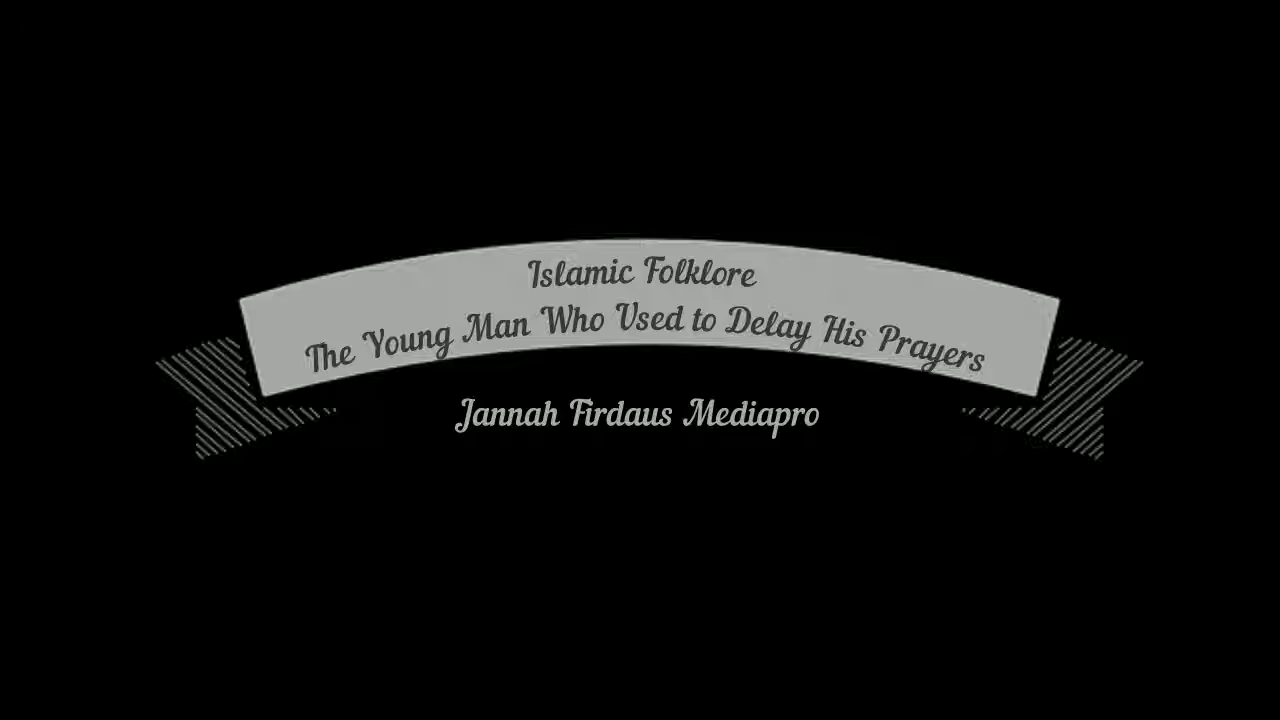 Islamic Folklore
The Young Man Who Used to Delay His Prayers
Jannah Firdaus Mediapro